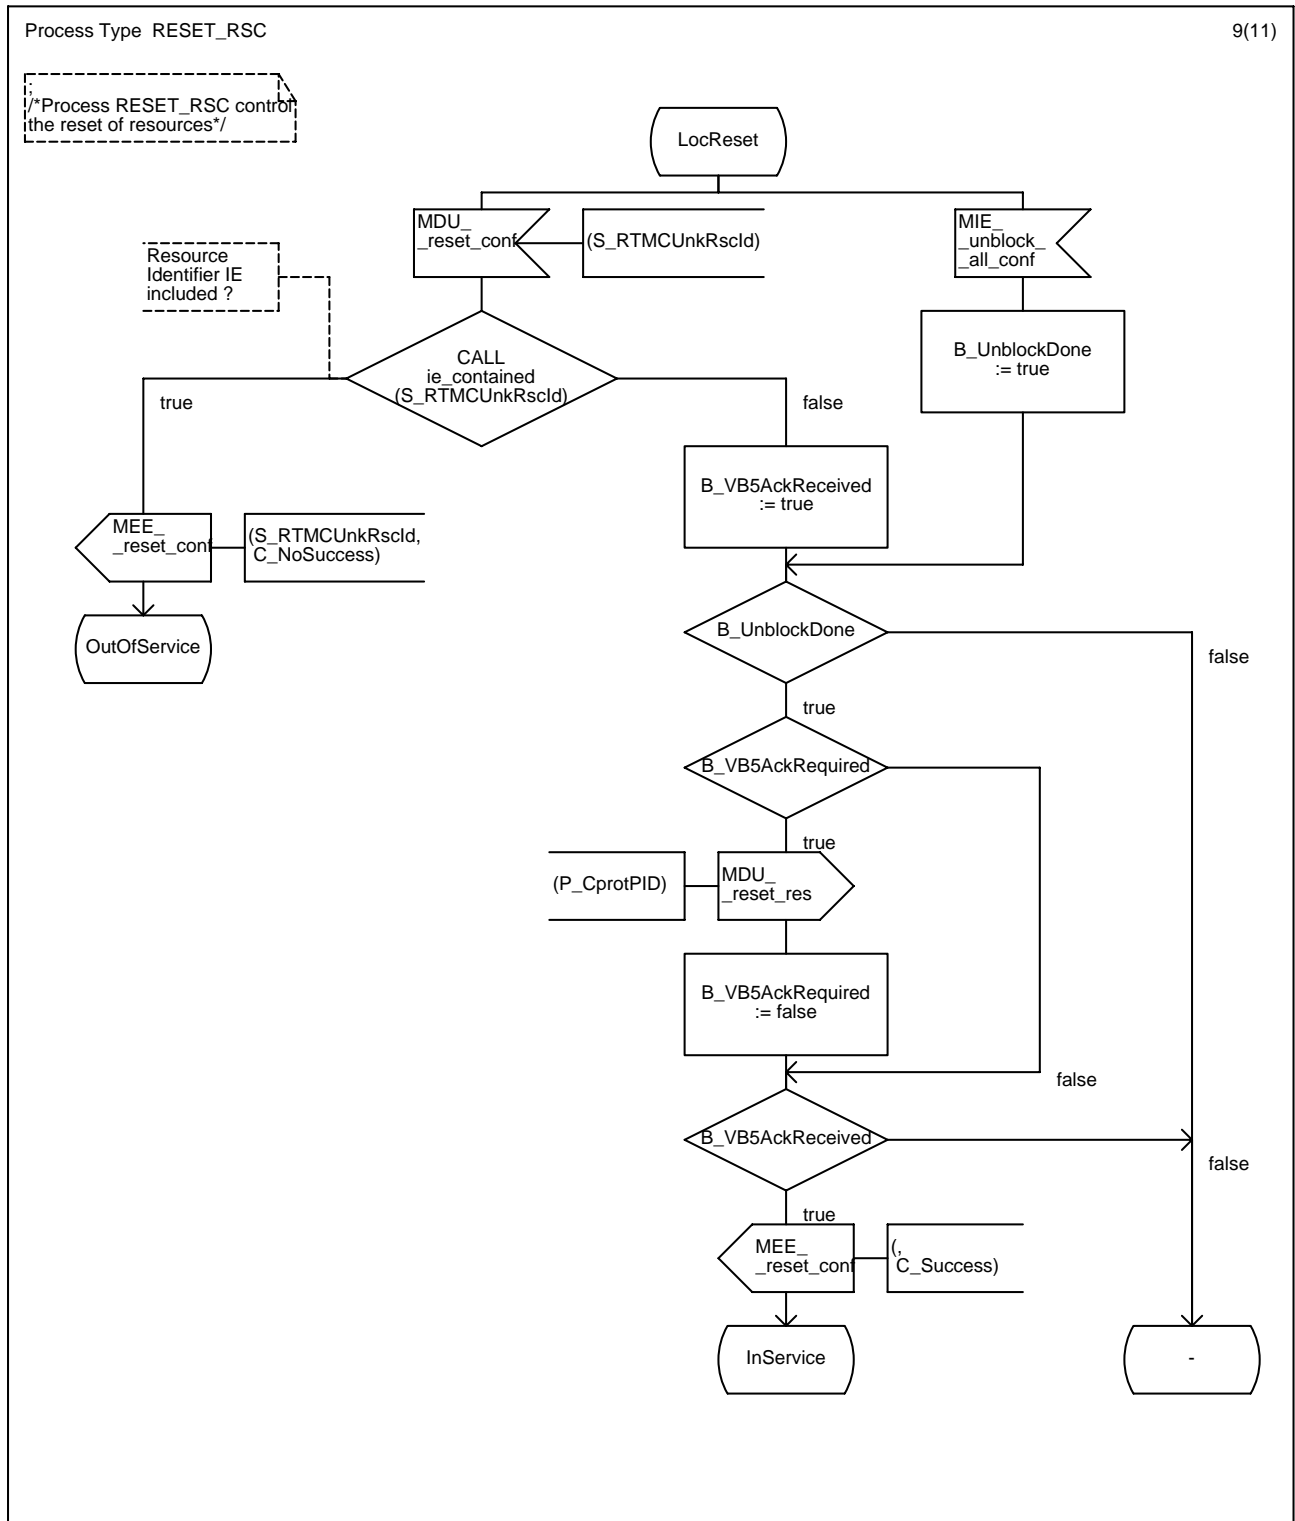 Process Type  RESET_RSC
9(11)
;
/*Process RESET_RSC control
the reset of resources*/
LocReset
MDU_
_reset_conf
(S_RTMCUnkRscId)
MIE_
_unblock_
_all_conf
Resource
Identifier IE
included ?
CALL
ie_contained
(S_RTMCUnkRscId)
B_UnblockDone
:= true
true
false
B_VB5AckReceived
:= true
MEE_
_reset_conf
(S_RTMCUnkRscId,
C_NoSuccess)
OutOfService
B_UnblockDone
false
true
B_VB5AckRequired
true
MDU_
_reset_res
(P_CprotPID)
B_VB5AckRequired
:= false
false
B_VB5AckReceived
false
true
MEE_
_reset_conf
(,
C_Success)
InService
-